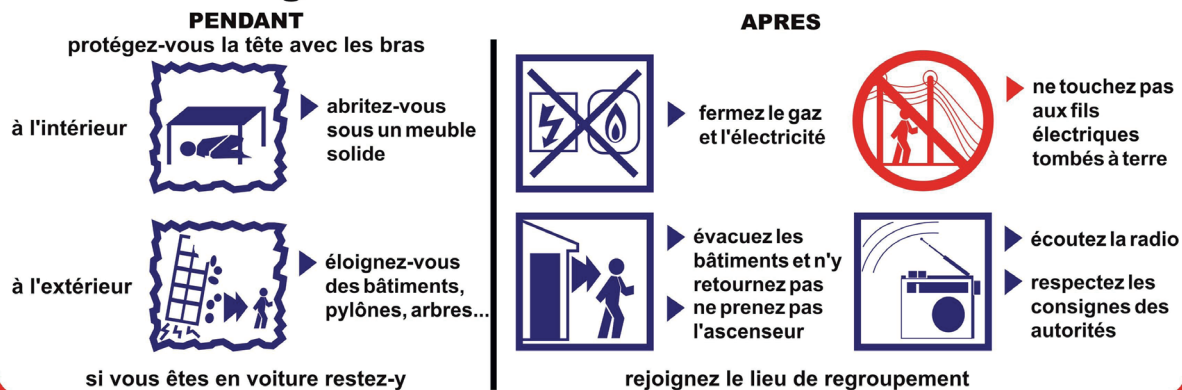 PENDANT
protégez-vous la tête avec les bras
à l'intérieur
abritez-vous
sous un meuble
solide
à l'extérieur
éloignez-vous
des bâtiments,
pylônes, arbres...
si vous êtes en voiture restez-y
APRES
fermez le gaz
et l'électricité
ne touchez pas
aux fils
électriques
tombés à terre
évacuez les
bâtiments et n'y
retournez pas
ne prenez pas
l'ascenseur
écoutez la radio
respectez les
consignes des
autorités
rejoignez le lieu de regroupement